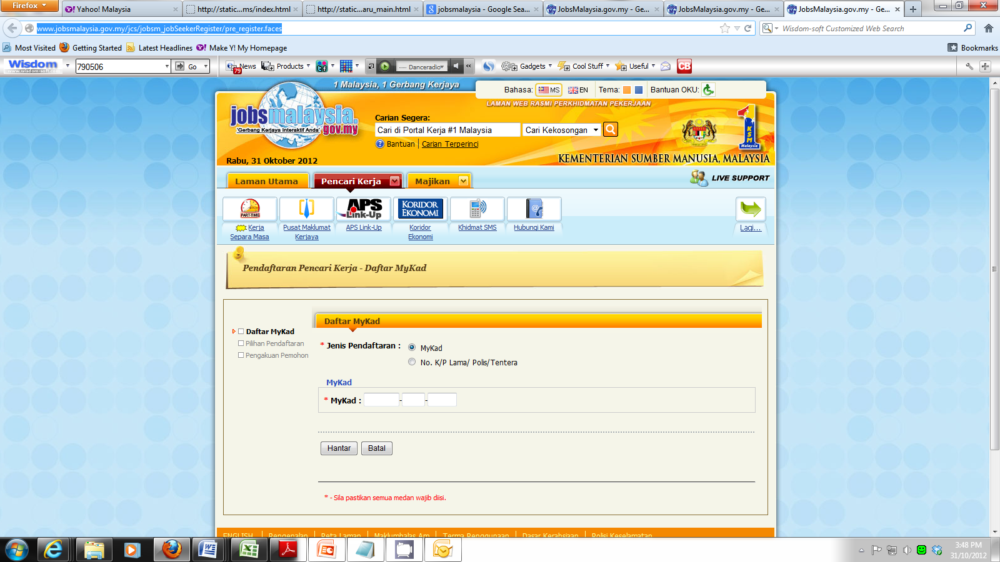 Firefox
Yahoo! Malaysia
http://static...ms/index.html
http://static...aru_main.html
jobsmalaysia - Google Sea...
JobsMalaysia.gov.my - Ge...
JobsMalaysia.gov.my - Ge...
JobsMalaysia.gov.my - Ge...
www.jobsmalaysia.gov.my/jcs/jobsm_jobSeekerRegister/pre_register.faces
Wisdom-soft Customized Web Search
Most Visited
Getting Started
Latest Headlines
Make Y! My Homepage
Bookmarks
Wisdom
www.wisdom-soft.com
790506
Go
79
News
Products
Danceradio
Gadgets
Cool Stuff
Useful
CB
1 Malaysia, 1 Gerbang Kerjaya
Bahasa: MS EN
Tema:
Bantuan OKU:
LAMAN WEB RASMI PERKHIDMATAN PEKERJAAN
jobsmalaysia.
gov.my
'Gerbang Kerjaya Interaktif Anda'
Carian Segera:
Cari di Portal Kerja #1 Malaysia
Cari Kekosongan
Bantuan
Carian Terperinci
1
KSM
Malaysia
Rabu, 31 Oktober 2012
KEMENTERIAN SUMBER MANUSIA, MALAYSIA
Laman Utama
Pencari Kerja
Majikan
LIVE SUPPORT
PART-TIME
APS
Link-Up
KORIDOR
EKONOMI
Kerja
Separa Masa
Pusat Maklumat
Kerjaya
APS Link-Up
Koridor
Ekonomi
Khidmat SMS
Hubungi Kami
Lagi...
Pendaftaran Pencari Kerja - Daftar MyKad
Daftar MyKad
Pilihan Pendaftaran
Pengakuan Pemohon
Daftar MyKad
* Jenis Pendaftaran :
MyKad
No. K/P Lama/ Polis/Tentera
MyKad
* MyKad : - -
Hantar
Batal
* - Sila pastikan semua medan wajib diisi.
ENGLISH
Pengenalan
Peta Laman
Maklumbalas Am
Terma Penggunaan
Dasar Kerahsiaan
Polisi Keselamatan
3:48 PM
31/10/2012